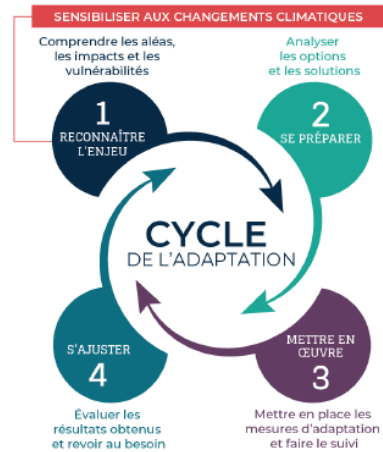 SENSIBILISER AUX CHANGEMENTS CLIMATIQUES
Comprendre les aléas,
les impacts et les
vulnérabilités
1
RECONNAÎTRE
L'ENJEU
Analyser
les options
et les solutions
2
SE PRÉPARER
CYCLE
DE L'ADAPTATION
METTRE EN
ŒUVRE
3
Mettre en place les
mesures d'adaptation
et faire le suivi
S'AJUSTER
4
Évaluer les
résultats obtenus
et revoir au besoin